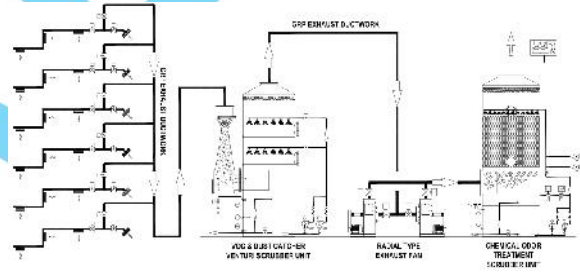 GRP EXHAUST DUCTWORK
GRP EXHAUST DUCTWORK
VOC & DUST CATCHER
VENTURI SCRUBBER UNIT
RADIAL TYPE
EXHAUST FAN
CHEMICAL ODOR
TREATMENT
SCRUBBER UNIT